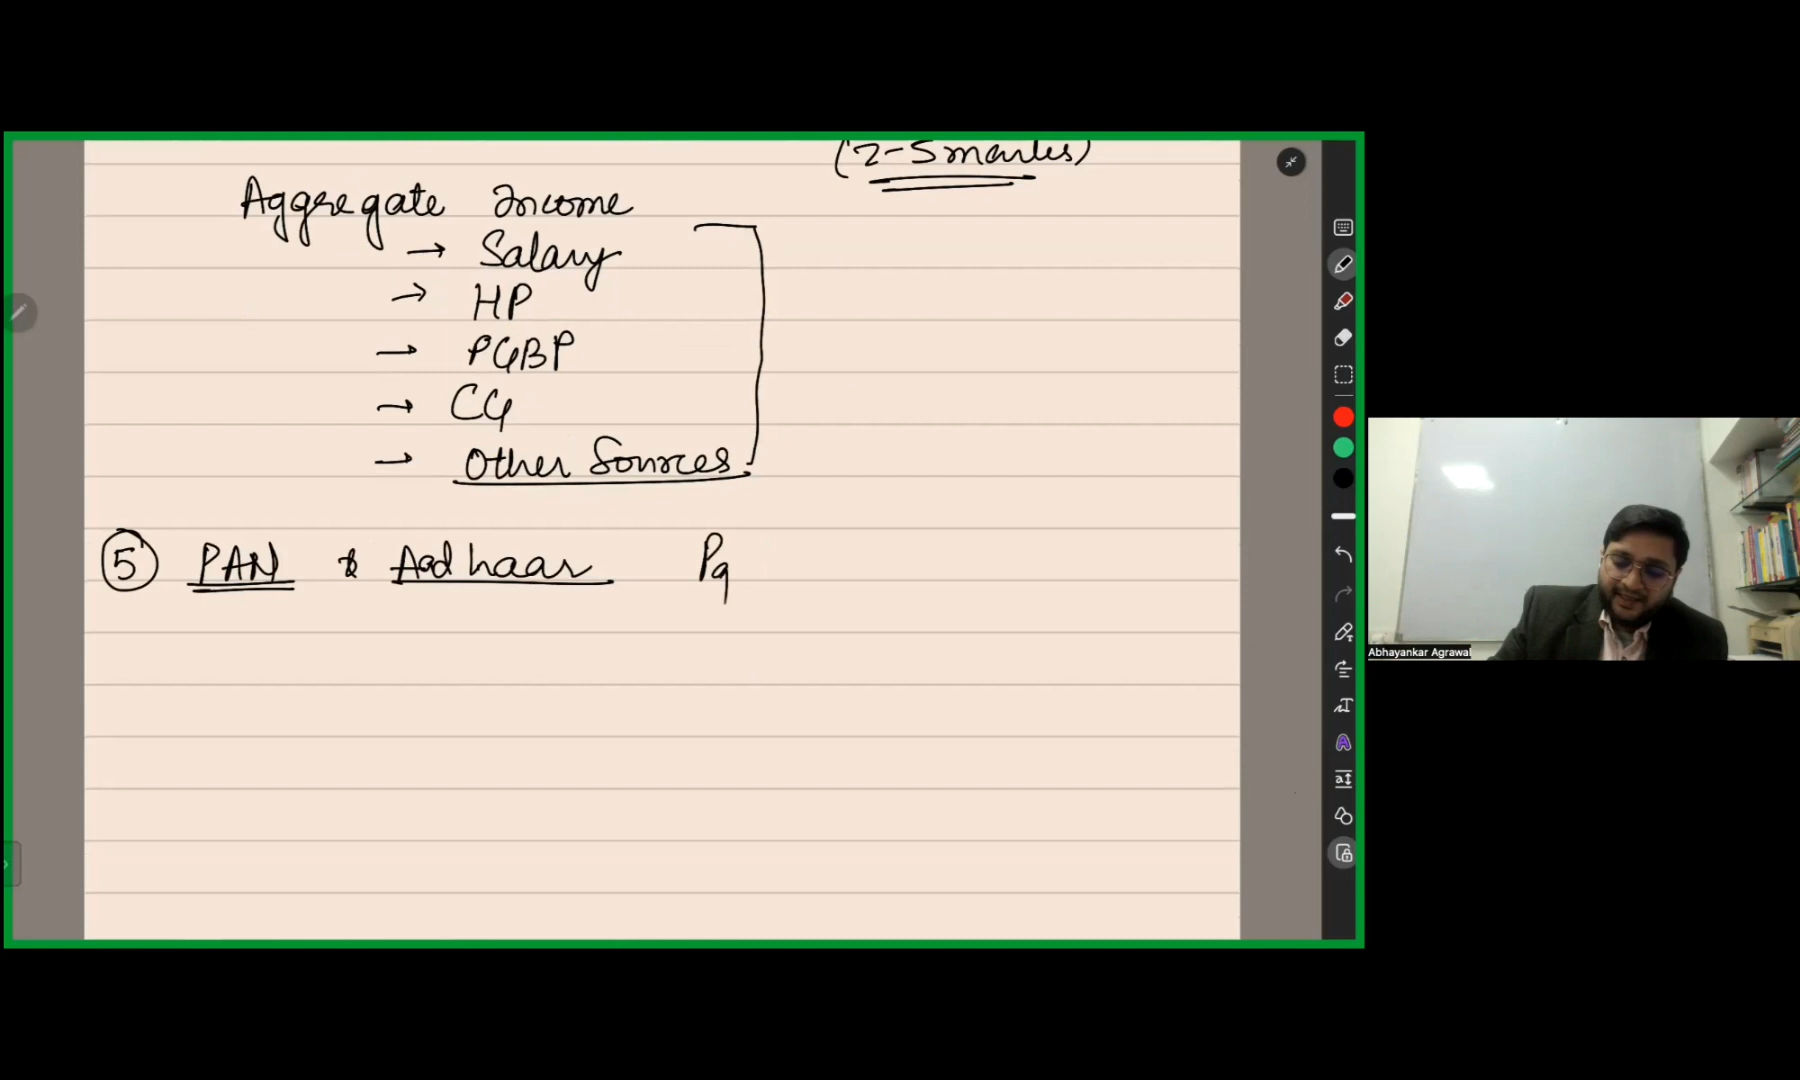 (2-5 marks)
Aggregate Income
→ Salary
→ HP
→ PGBP
→ CG
→ Other Sources
⑤ PAN & Aadhaar Pg
Abhayankar Agrawal